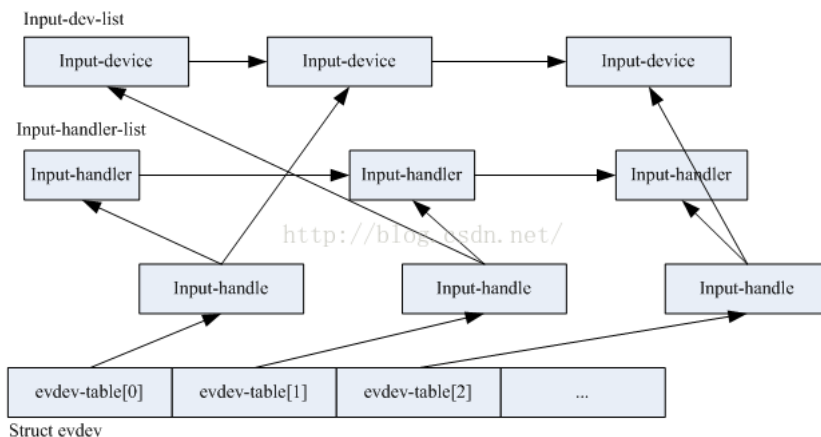 Input-dev-list
Input-device
Input-device
Input-device
Input-handler-list
Input-handler
Input-handler
Input-handler
http://blog.csdn.net/
Input-handle
Input-handle
Input-handle
evdev-table[0]
evdev-table[1]
evdev-table[2]
...
Struct evdev